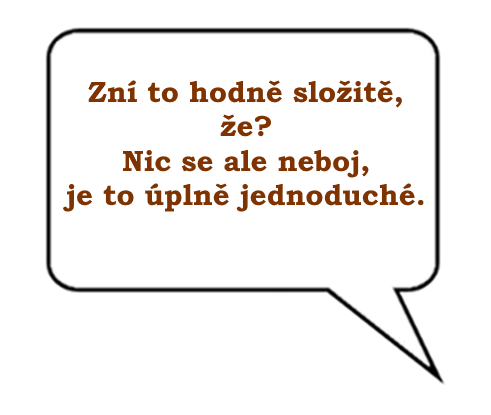 Zní to hodně složitě,
že?
Nic se ale neboj,
je to úplně jednoduché.